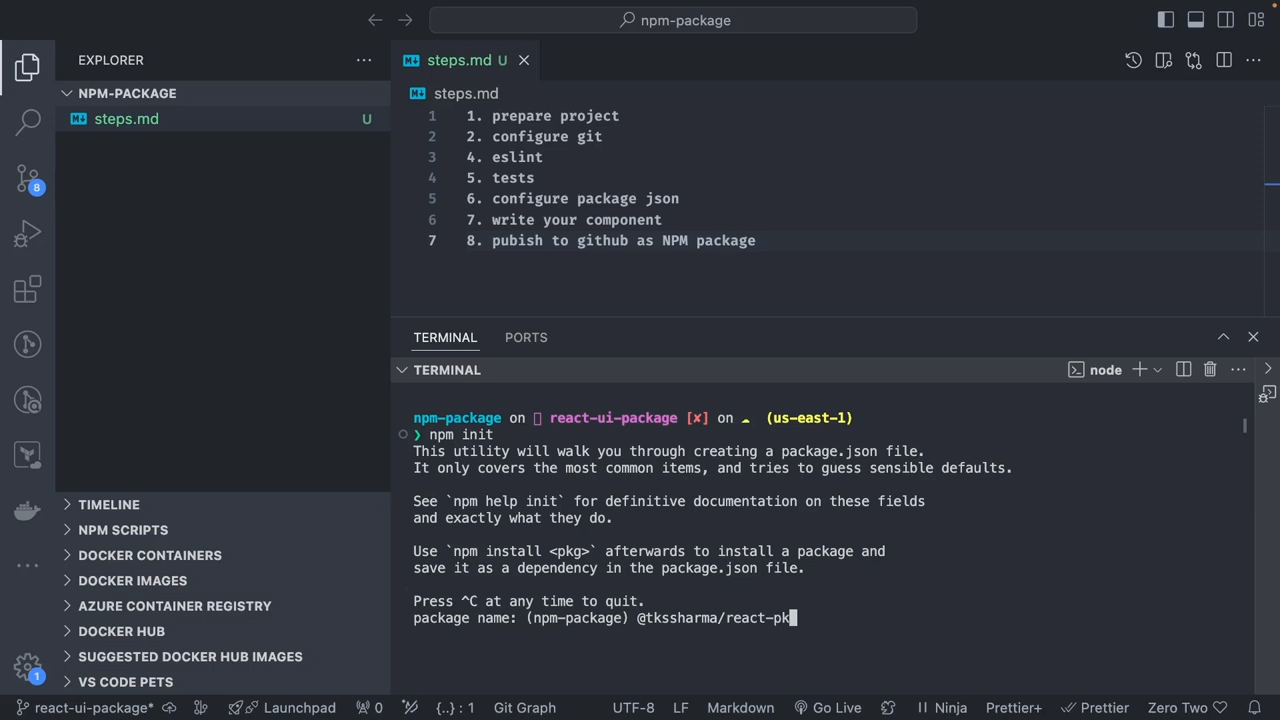 npm-package
EXPLORER
NPM-PACKAGE
steps.md U
TIMELINE
NPM SCRIPTS
DOCKER CONTAINERS
DOCKER IMAGES
AZURE CONTAINER REGISTRY
DOCKER HUB
SUGGESTED DOCKER HUB IMAGES
VS CODE PETS
8
1
steps.md U
steps.md
1 1. prepare project
2 2. configure git
3 4. eslint
4 5. tests
5 6. configure package json
6 7. write your component
7 8. pubish to github as NPM package
TERMINAL PORTS
TERMINAL
node
npm-package on react-ui-package [✘] on ☁ (us-east-1)
❯ npm init
This utility will walk you through creating a package.json file.
It only covers the most common items, and tries to guess sensible defaults.
See `npm help init` for definitive documentation on these fields
and exactly what they do.
Use `npm install <pkg>` afterwards to install a package and
save it as a dependency in the package.json file.
Press ^C at any time to quit.
package name: (npm-package) @tkssharma/react-pk
react-ui-package* Launchpad 0 {..} : 1 Git Graph UTF-8 LF Markdown Go Live Ninja Prettier+ Prettier Zero Two